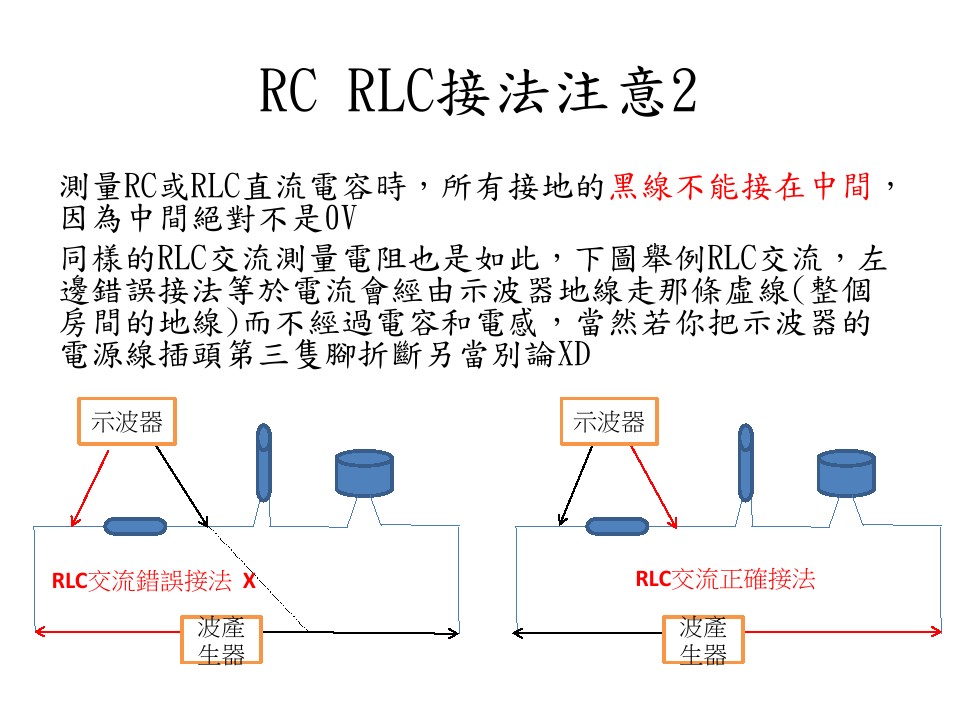 RC RLC接法注意2
測量RC或RLC直流電容時，所有接地的黑線不能接在中間，
因為中間絕對不是0V
同樣的RLC交流測量電阻也是如此，下圖舉例RLC交流，左
邊錯誤接法等於電流會經由示波器地線走那條虛線(整個
房間的地線)而不經過電容和電感，當然若你把示波器的
電源線插頭第三隻腳折斷另當別論XD
示波器
RLC交流錯誤接法 X
波產
生器
示波器
RLC交流正確接法
波產
生器